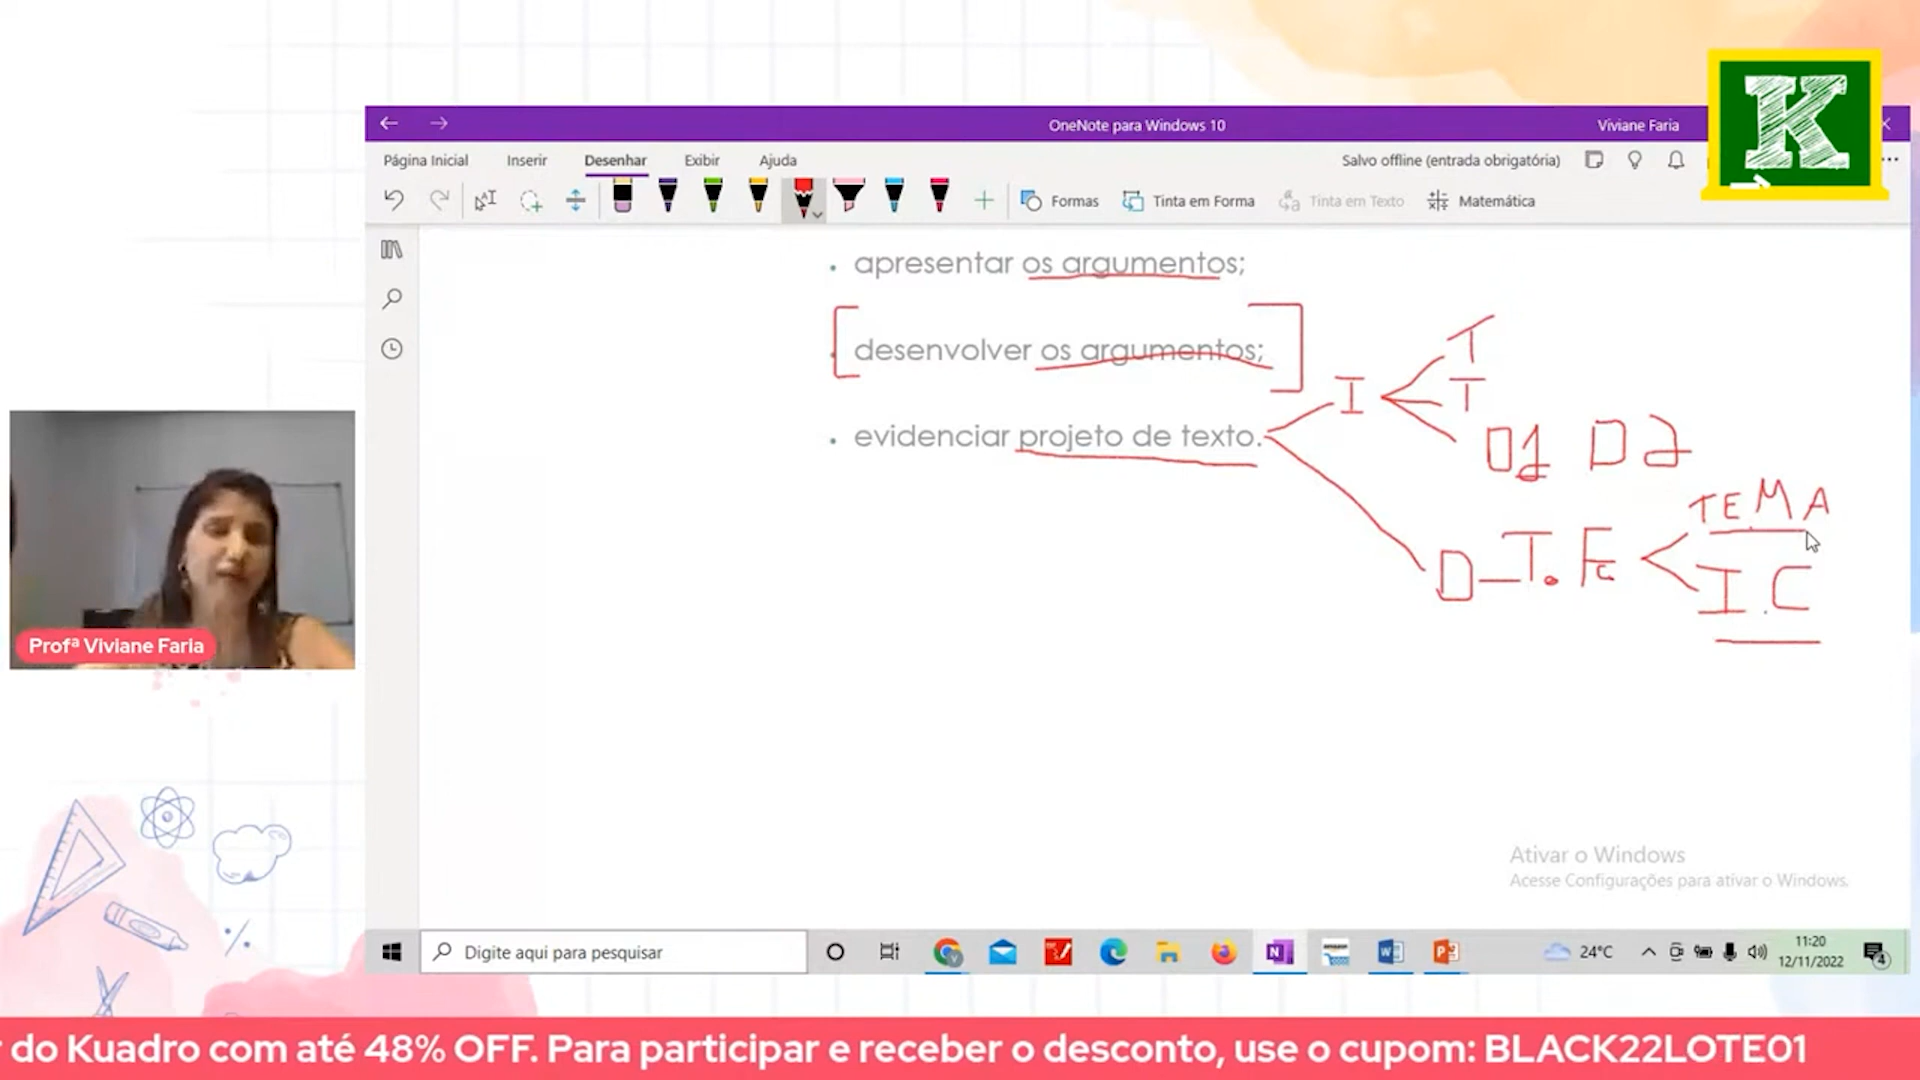 K
OneNote para Windows 10
Viviane Faria
Página Inicial Inserir Desenhar Exibir Ajuda
Salvo offline (entrada obrigatória)
Formas Tinta em Forma Tinta em Texto Matemática
• apresentar os argumentos;
• desenvolver os argumentos;
• evidenciar projeto de texto.
I
T
T
D1 D2
D - T. F.
TEMA
I.C
Profª Viviane Faria
Ativar o Windows
Acesse Configurações para ativar o Windows.
Digite aqui para pesquisar
24°C
11:20
12/11/2022
4
do Kuadro com até 48% OFF. Para participar e receber o desconto, use o cupom: BLACK22LOTE01